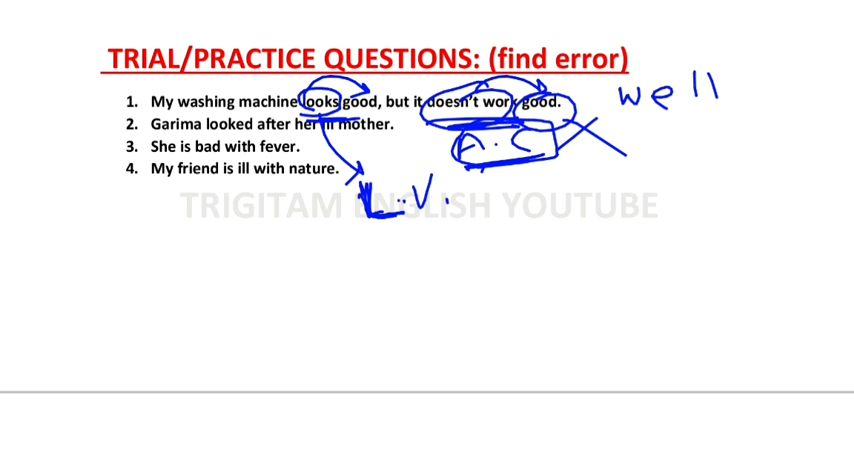 TRIAL/PRACTICE QUESTIONS: (find error)
well
1. My washing machine looks good, but it doesn't work good.
2. Garima looked after her ill mother.
A.C
3. She is bad with fever.
4. My friend is ill with nature.
L.V.
TRIGITAM ENGLISH YOUTUBE